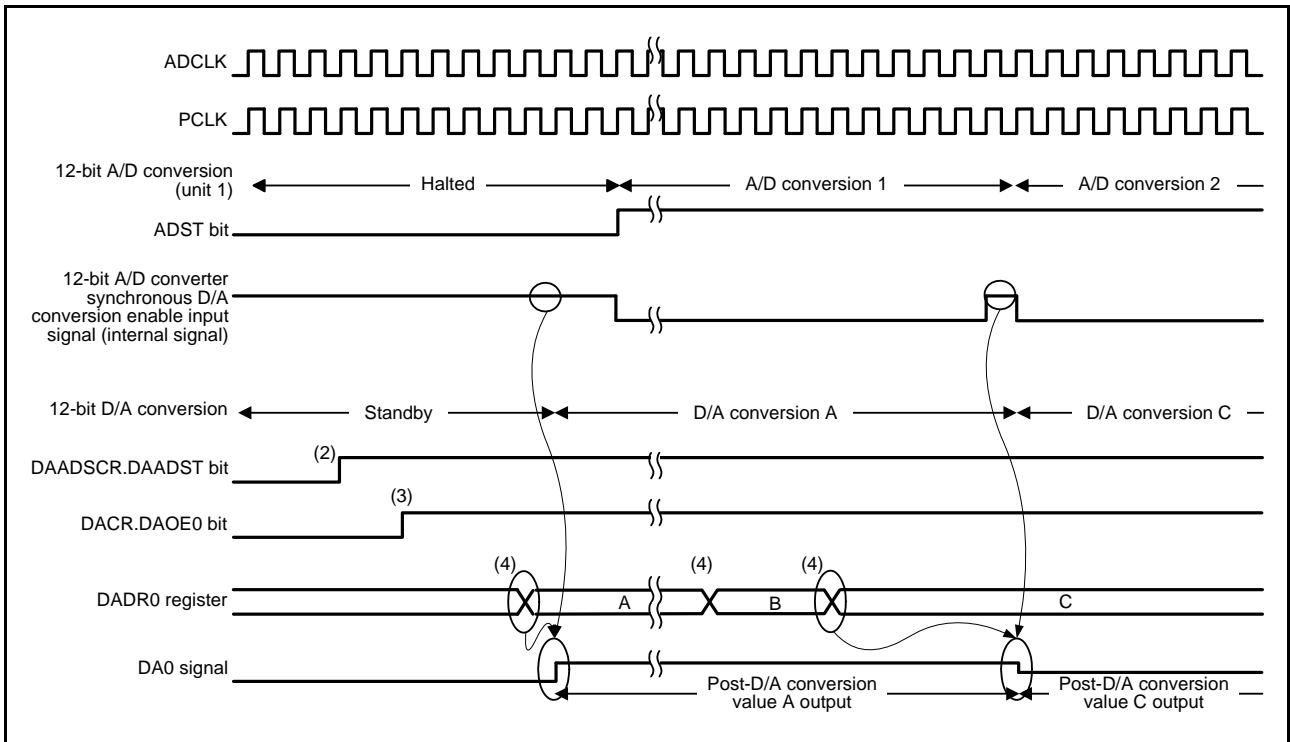 ADCLK
PCLK
12-bit A/D conversion
(unit 1)
Halted
A/D conversion 1
A/D conversion 2
ADST bit
12-bit A/D converter
synchronous D/A
conversion enable input
signal (internal signal)
12-bit D/A conversion
Standby
D/A conversion A
D/A conversion C
(2)
DAADSCR.DAADST bit
(3)
DACR.DAOE0 bit
(4)
(4)
(4)
DADR0 register
A
B
C
DA0 signal
Post-D/A conversion
value A output
Post-D/A conversion
value C output